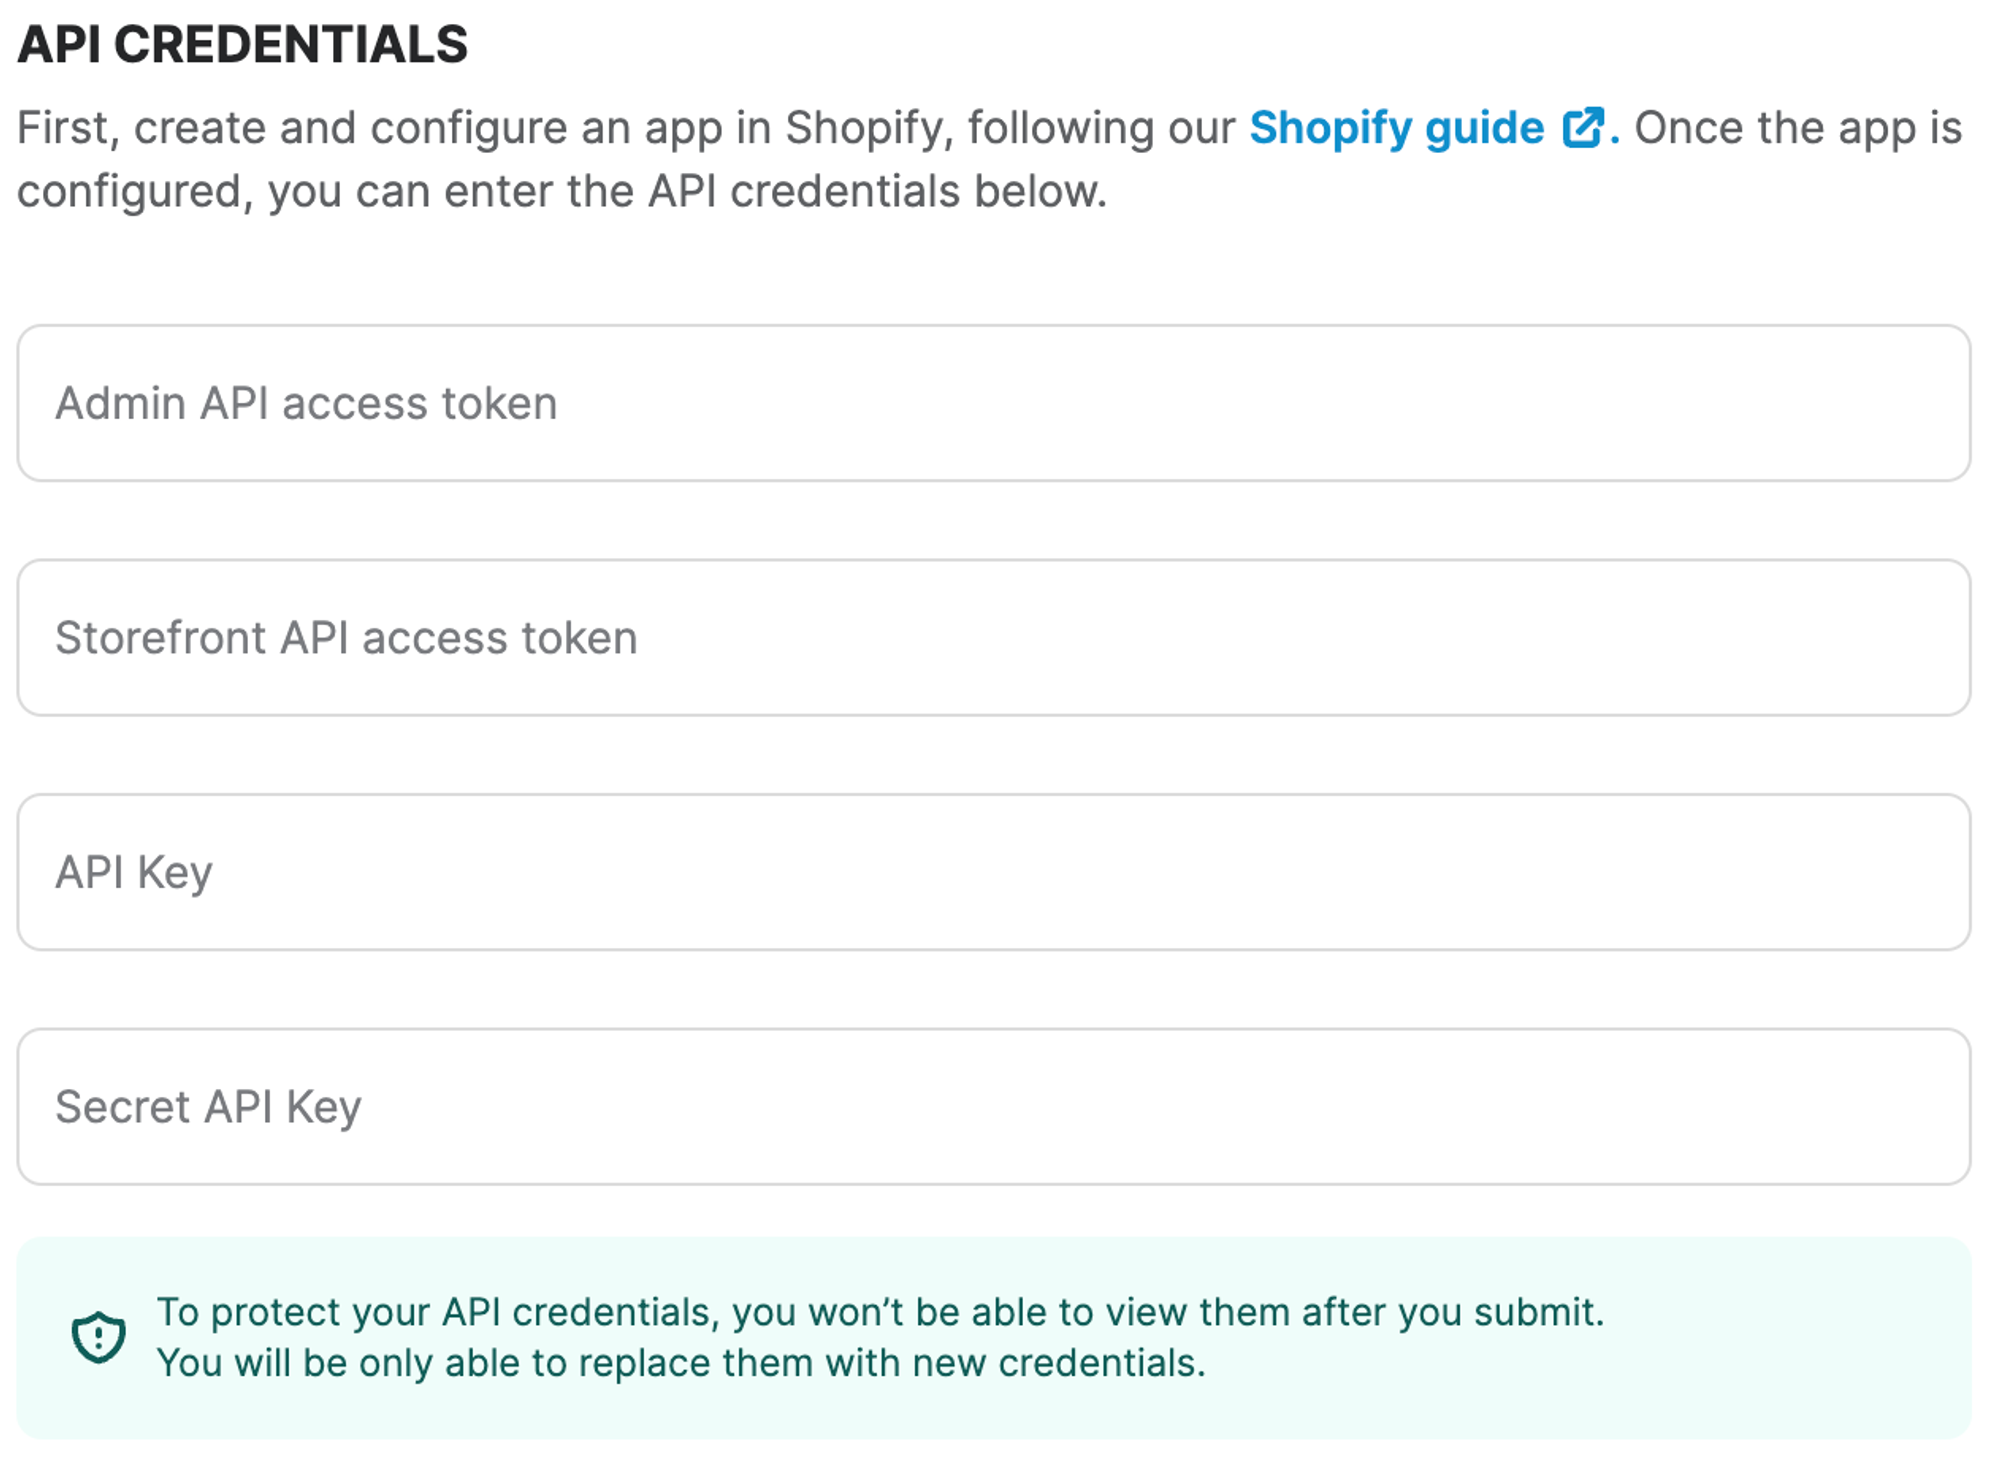 API CREDENTIALS
First, create and configure an app in Shopify, following our Shopify guide. Once the app is
configured, you can enter the API credentials below.
Admin API access token
Storefront API access token
API Key
Secret API Key
To protect your API credentials, you won’t be able to view them after you submit.
You will be only able to replace them with new credentials.